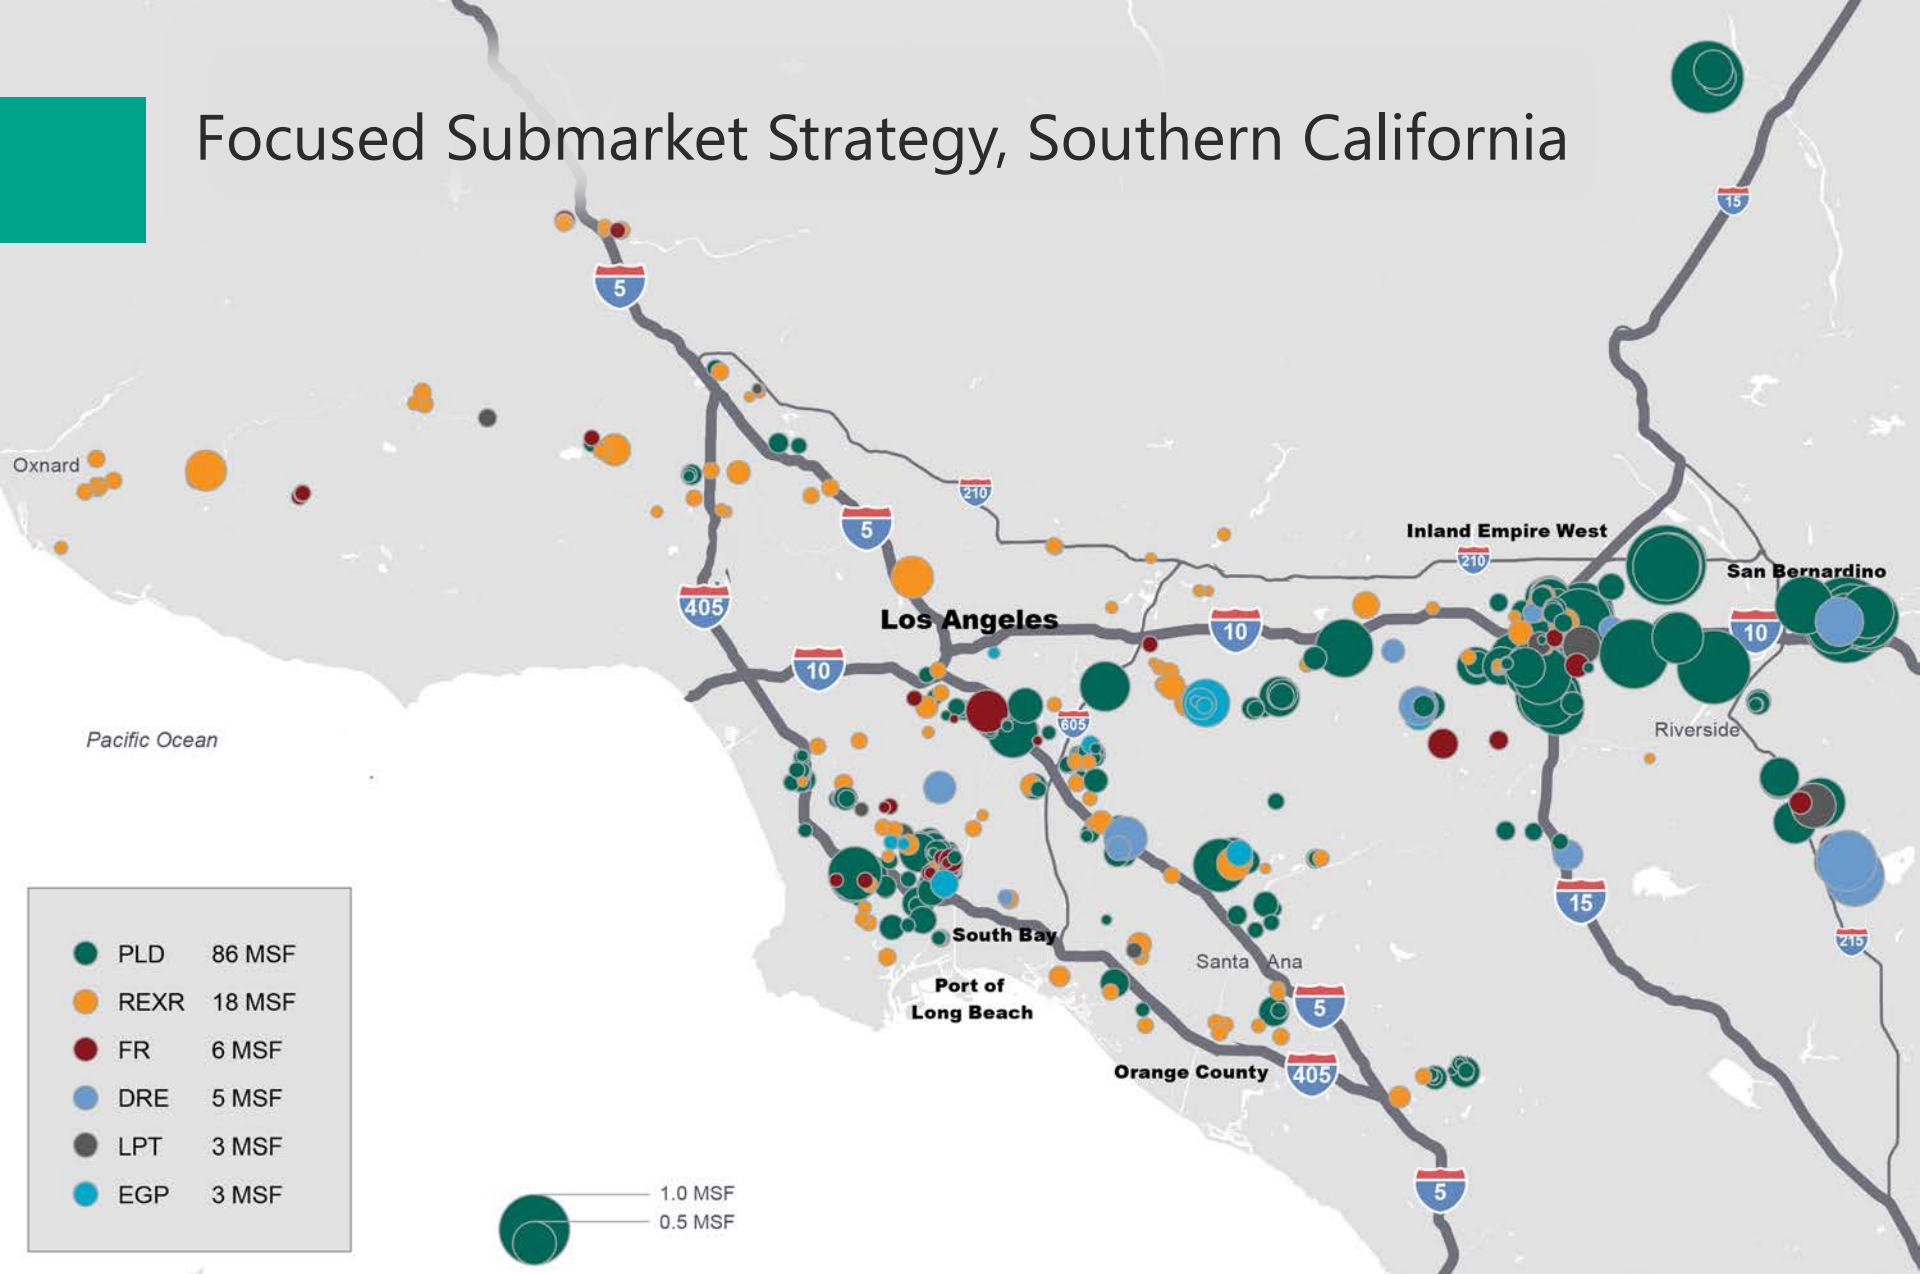 Focused Submarket Strategy, Southern California
15
5
Oxnard
210
5
Inland Empire West
210
San Bernardino
405
Los Angeles
10
10
10
605
Riverside
Pacific Ocean
15
South Bay
215
Santa Ana
Port of
Long Beach
5
Orange County
405
5
PLD 86 MSF
REXR 18 MSF
FR 6 MSF
DRE 5 MSF
LPT 3 MSF
EGP 3 MSF
1.0 MSF
0.5 MSF